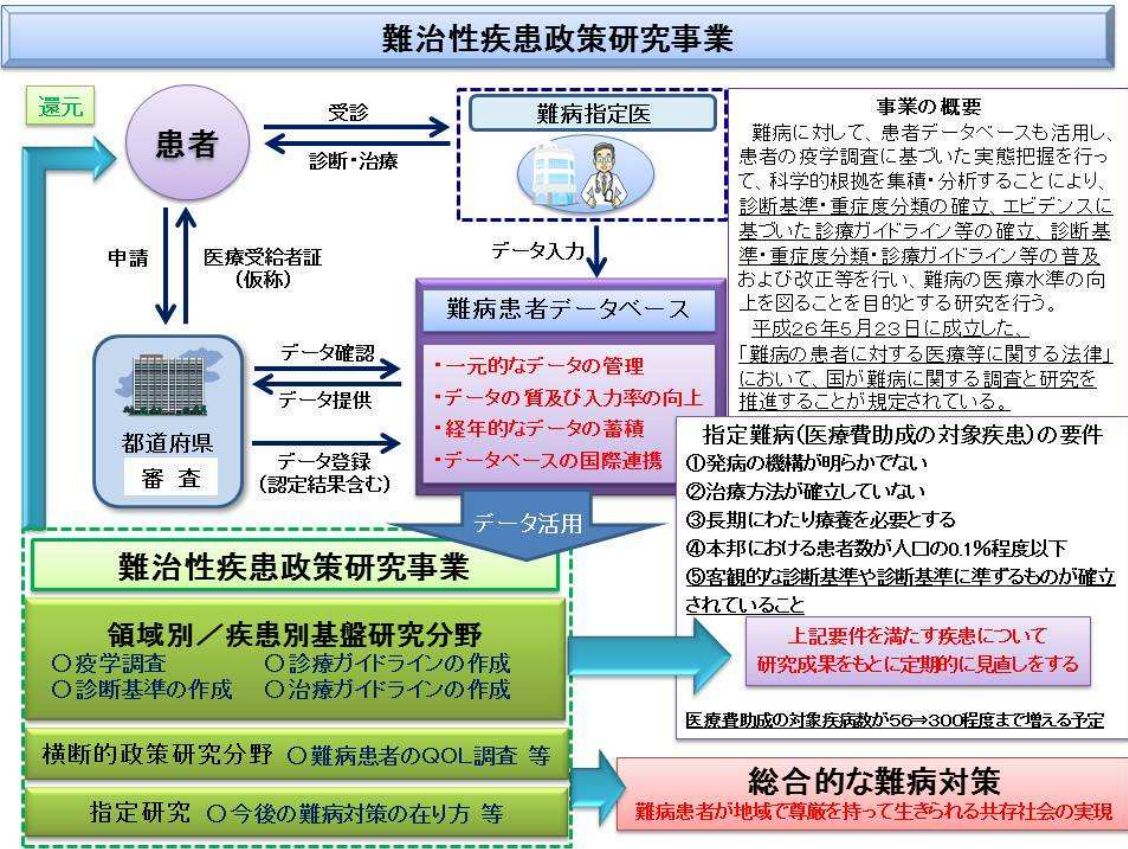 難治性疾患政策研究事業
還元
患者
受診
診断・治療
難病指定医
データ入力
申請
医療受給者証
(仮称)
難病患者データベース
・一元的なデータの管理
・データの質及び入力率の向上
・経年的なデータの蓄積
・データベースの国際連携
データ確認
データ提供
都道府県
審 査
データ登録
(認定結果含む)
データ活用
事業の概要
難病に対して、患者データベースも活用し、
患者の疫学調査に基づいた実態把握を行っ
て、科学的根拠を集積・分析することにより、
診断基準・重症度分類の確立、エビデンスに
基づいた診療ガイドライン等の確立、診断基
準・重症度分類・診療ガイドライン等の普及
および改正等を行い、難病の医療水準の向
上を図ることを目的とする研究を行う。
平成26年5月23日に成立した、
「難病の患者に対する医療等に関する法律」
において、国が難病に関する調査と研究を
推進することが規定されている。
指定難病(医療費助成の対象疾患)の要件
①発病の機構が明らかでない
②治療方法が確立していない
③長期にわたり療養を必要とする
④本邦における患者数が人口の0.1%程度以下
⑤客観的な診断基準や診断基準に準ずるものが確立
されていること
上記要件を満たす疾患について
研究成果をもとに定期的に見直しをする
医療費助成の対象疾病数が56⇒300程度まで増える予定
難治性疾患政策研究事業
領域別／疾患別基盤研究分野
○疫学調査 ○診療ガイドラインの作成
○診断基準の作成 ○治療ガイドラインの作成
横断的政策研究分野 ○難病患者のQOL調査 等
指定研究 ○今後の難病対策の在り方 等
総合的な難病対策
難病患者が地域で尊厳を持って生きられる共存社会の実現